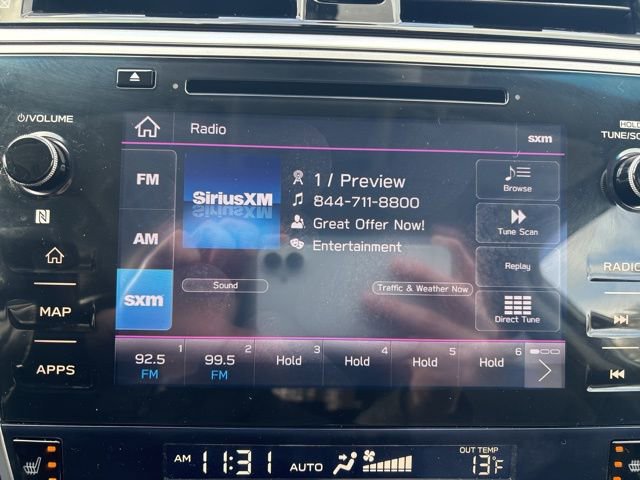 ⏻/VOLUME
HOLD
TUNE/
Radio
sxm
FM
AM
sxm
SiriusXM
1 / Preview
844-711-8800
Great Offer Now!
Entertainment
Browse
Tune Scan
Replay
Direct Tune
Sound
Traffic & Weather Now
MAP
APPS
RADIO
1
92.5
FM
2
99.5
FM
3
Hold
4
Hold
5
Hold
6
Hold
AM 11:31 AUTO
OUT TEMP
13°F